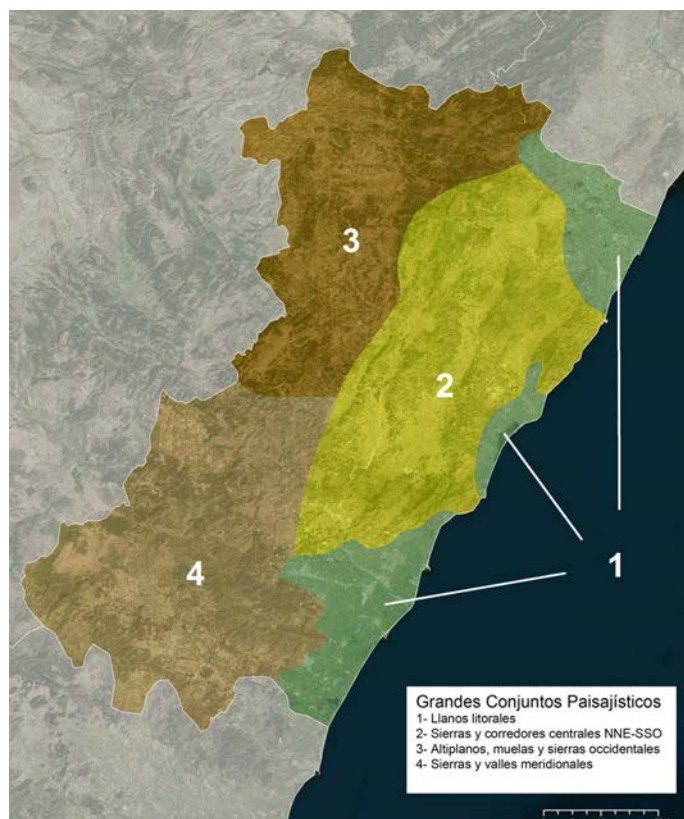 3
2
4
1
Grandes Conjuntos Paisajísticos
1- Llanos litorales
2- Sierras y corredores centrales NNE-SSO
3- Altiplanos, muelas y sierras occidentales
4- Sierras y valles meridionales